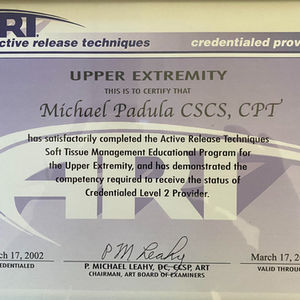 ART.
active release techniques credentialed prov
UPPER EXTREMITY
THIS IS TO CERTIFY THAT
Michael Padula CSCS, CPT
has satisfactorily completed the Active Release Techniques
Soft Tissue Management Educational Program for
the Upper Extremity, and has demonstrated the
competency required to receive the status of
Credentialed Level 2 Provider.
ART
ch 17, 2002 P M Leahy March 17, 20
DENTIALED P. MICHAEL LEAHY, DC, CCSP, ART VALID THROUG
CHAIRMAN, ART BOARD OF EXAMINERS